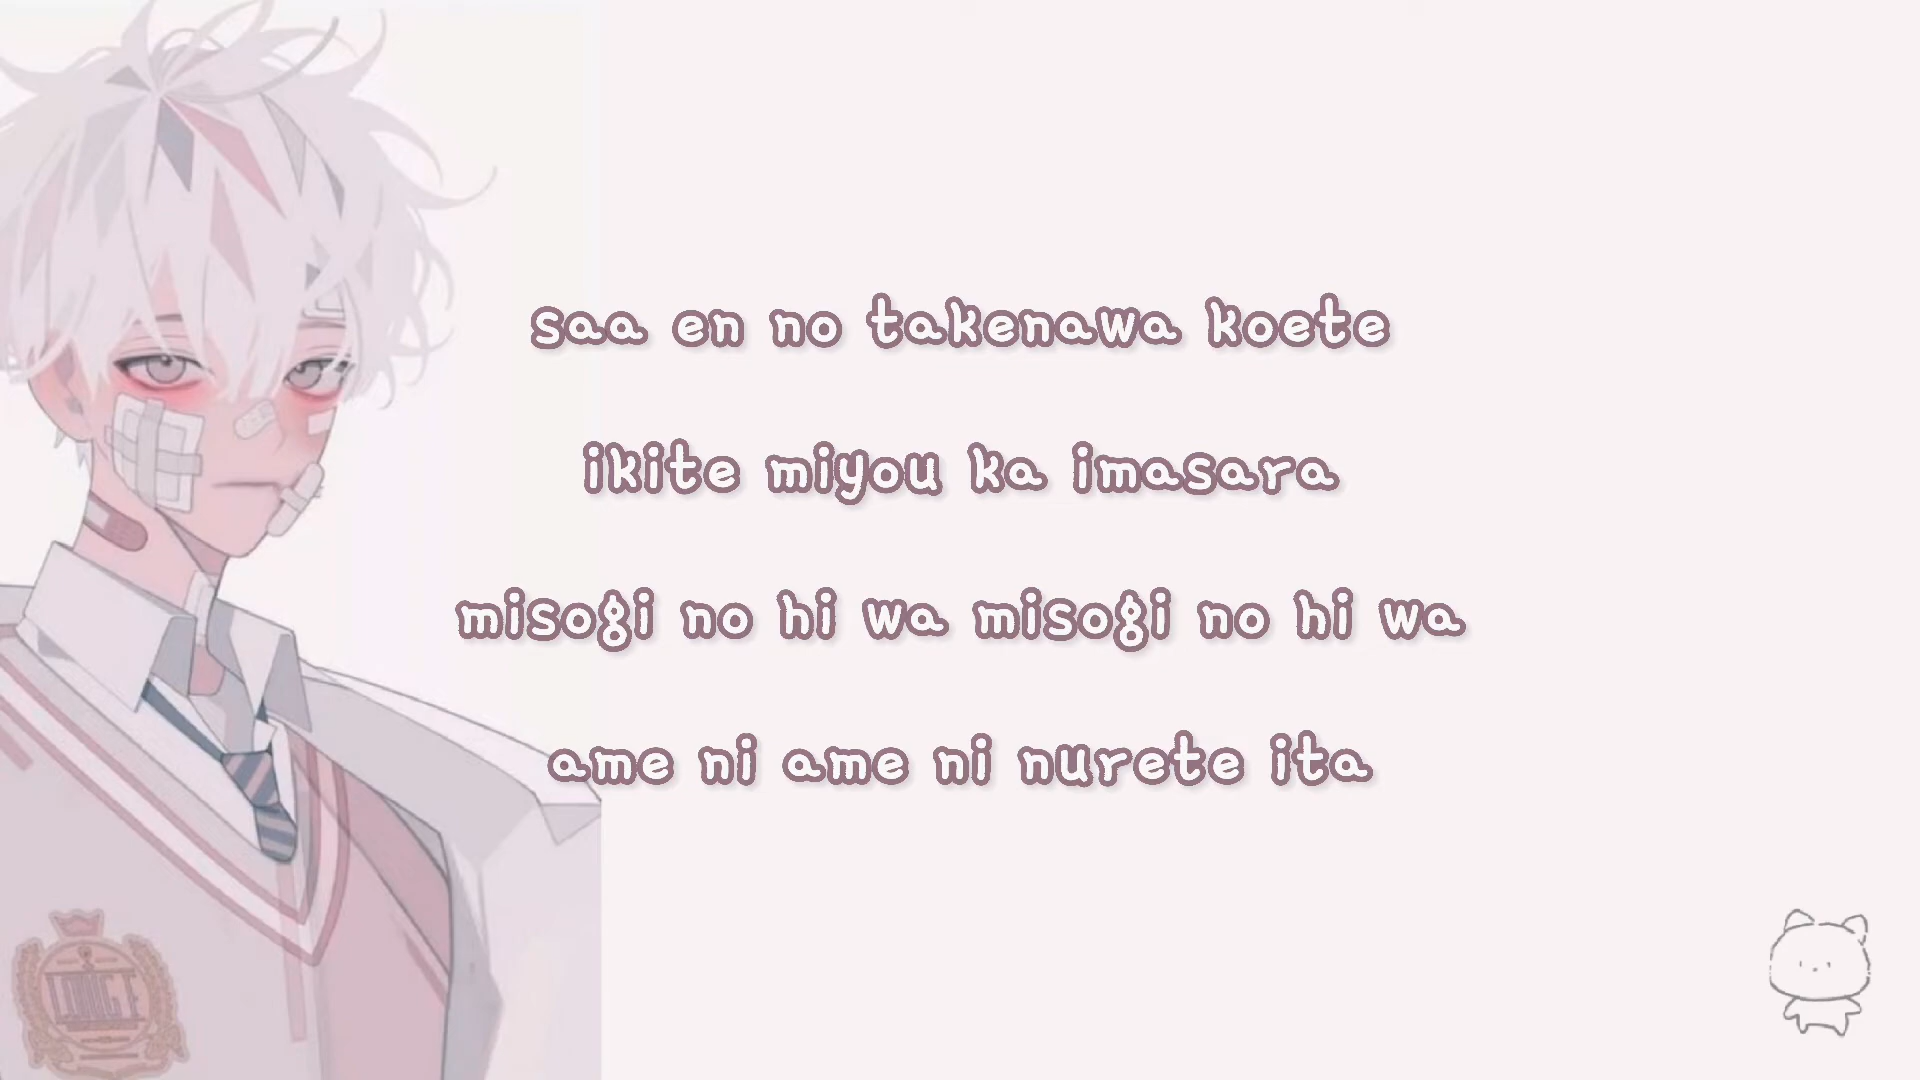 saa en no takenawa koete
ikite miyou ka imasara
misogi no hi wa misogi no hi wa
ame ni ame ni nurete ita